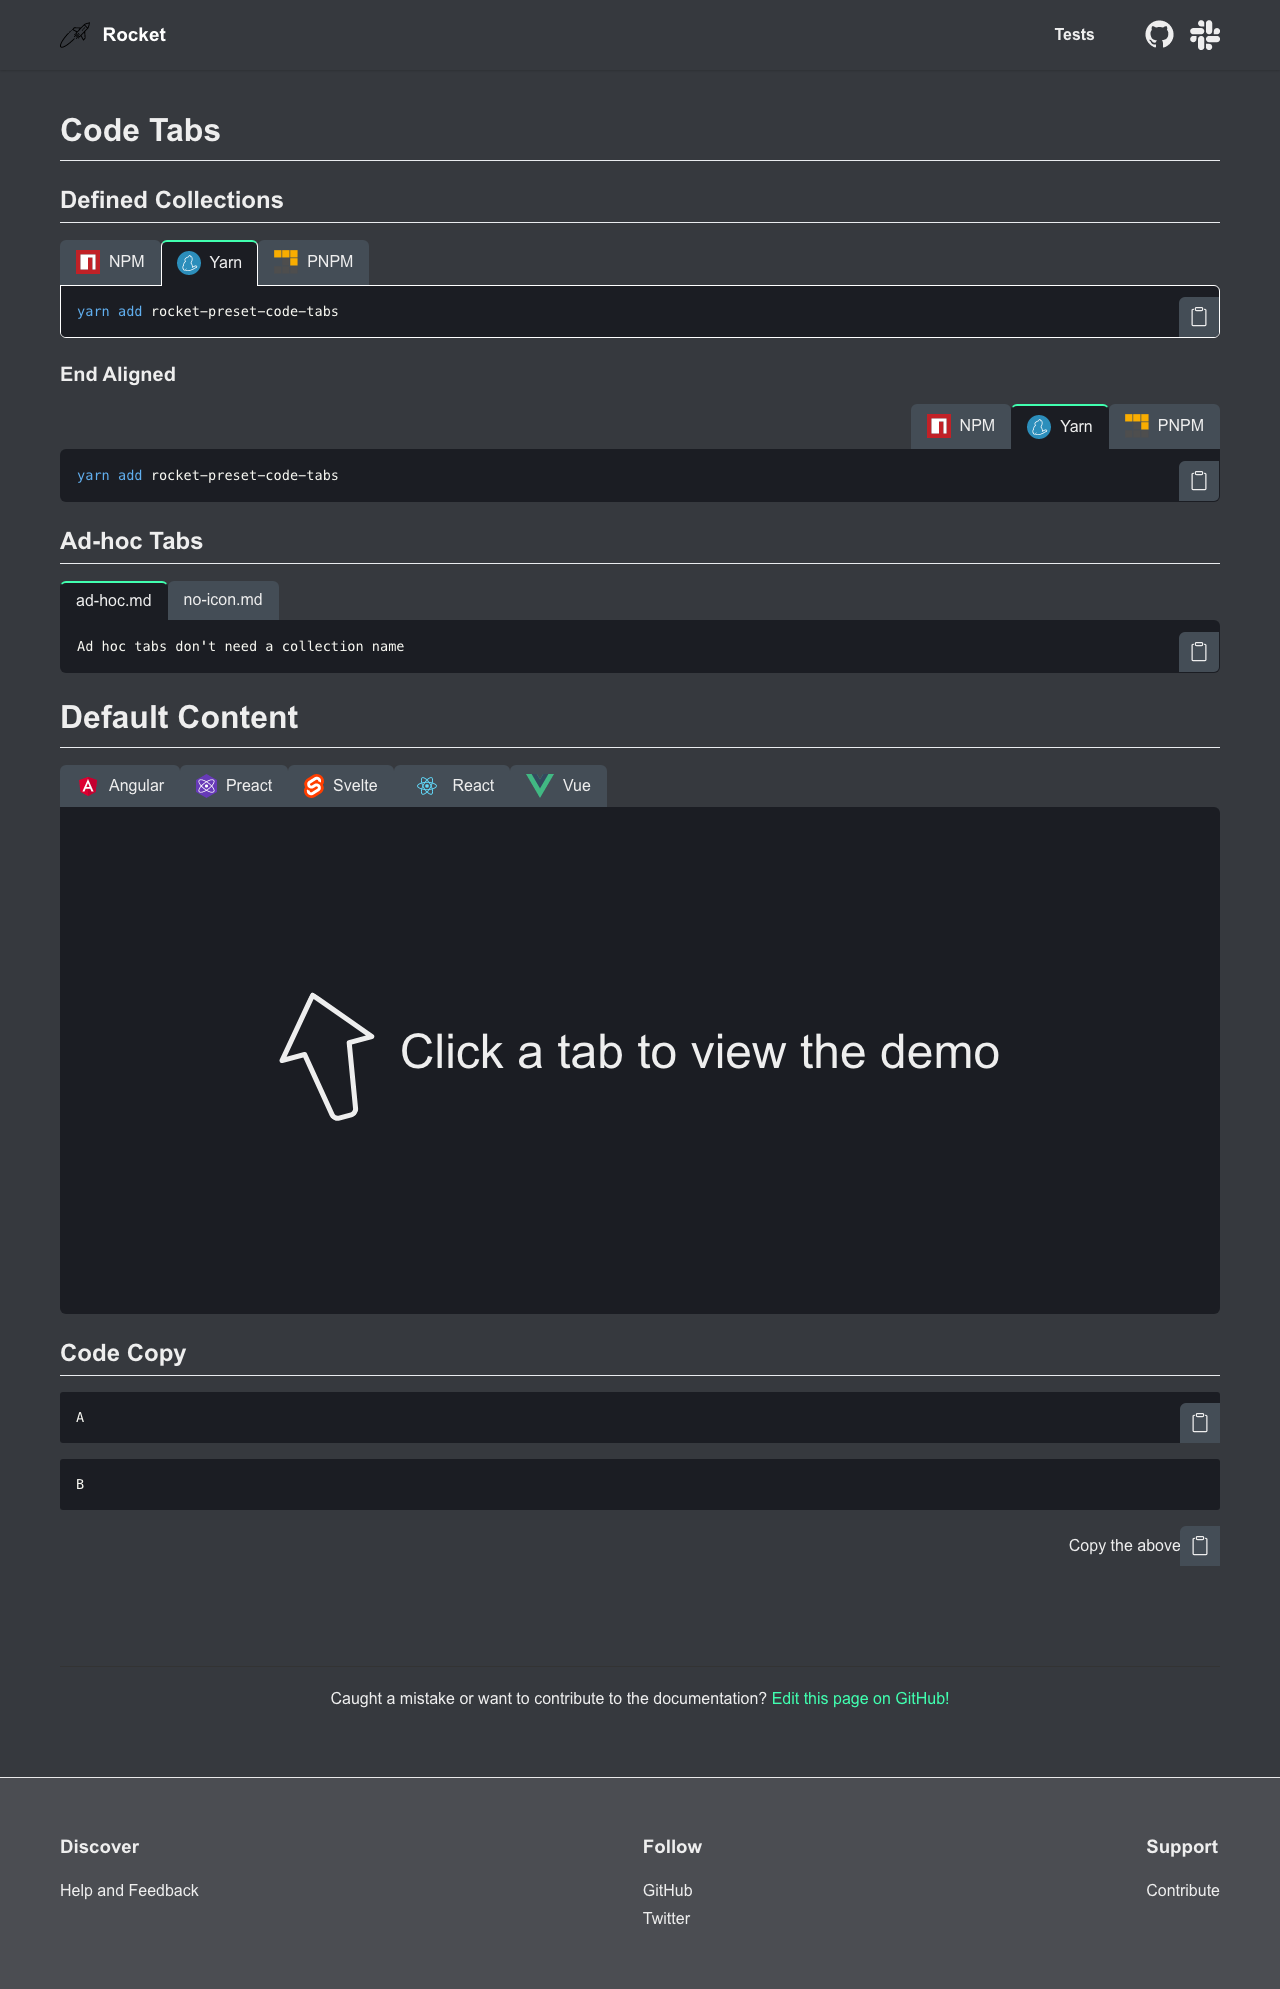 Rocket
Tests
Code Tabs
Defined Collections
NPM
Yarn
PNPM
yarn add rocket-preset-code-tabs
End Aligned
NPM
Yarn
PNPM
yarn add rocket-preset-code-tabs
Ad-hoc Tabs
ad-hoc.md
no-icon.md
Ad hoc tabs don't need a collection name
Default Content
Angular
Preact
Svelte
React
Vue
Click a tab to view the demo
Code Copy
A
B
Copy the above
Caught a mistake or want to contribute to the documentation? Edit this page on GitHub!
Discover
Help and Feedback
Follow
GitHub
Twitter
Support
Contribute